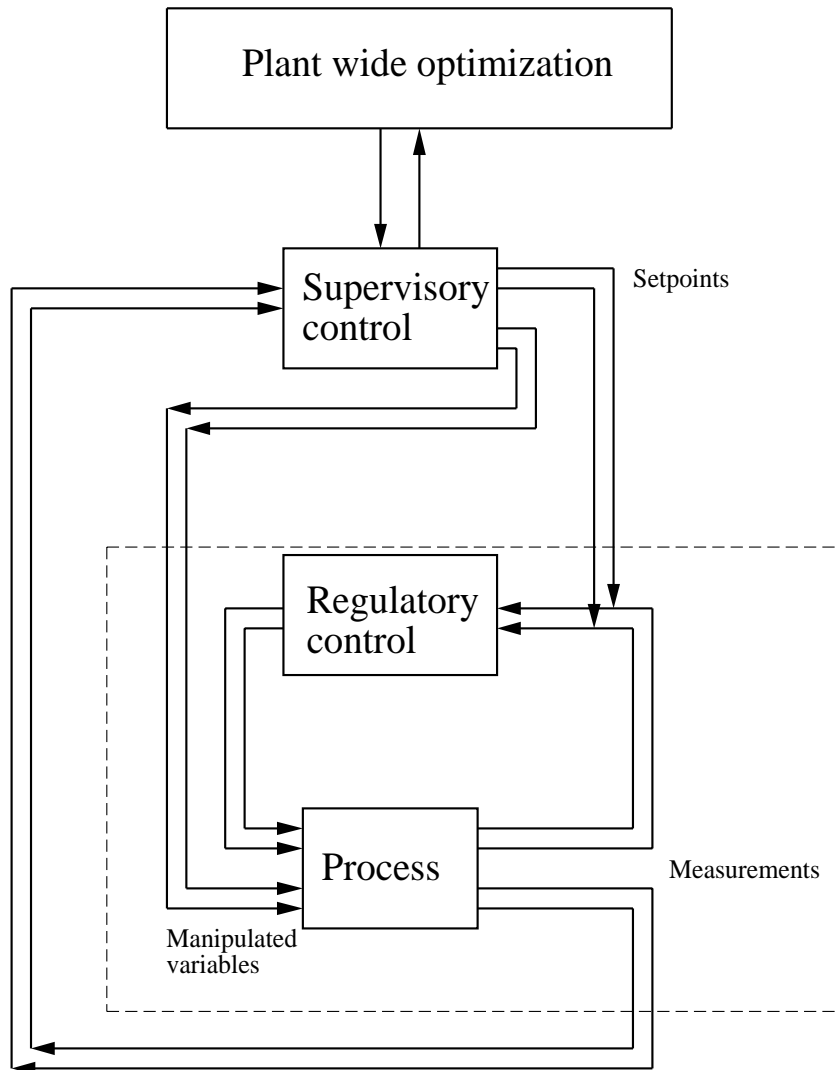 Plant wide optimization
Supervisory
control
Setpoints
Regulatory
control
Process
Measurements
Manipulated
variables